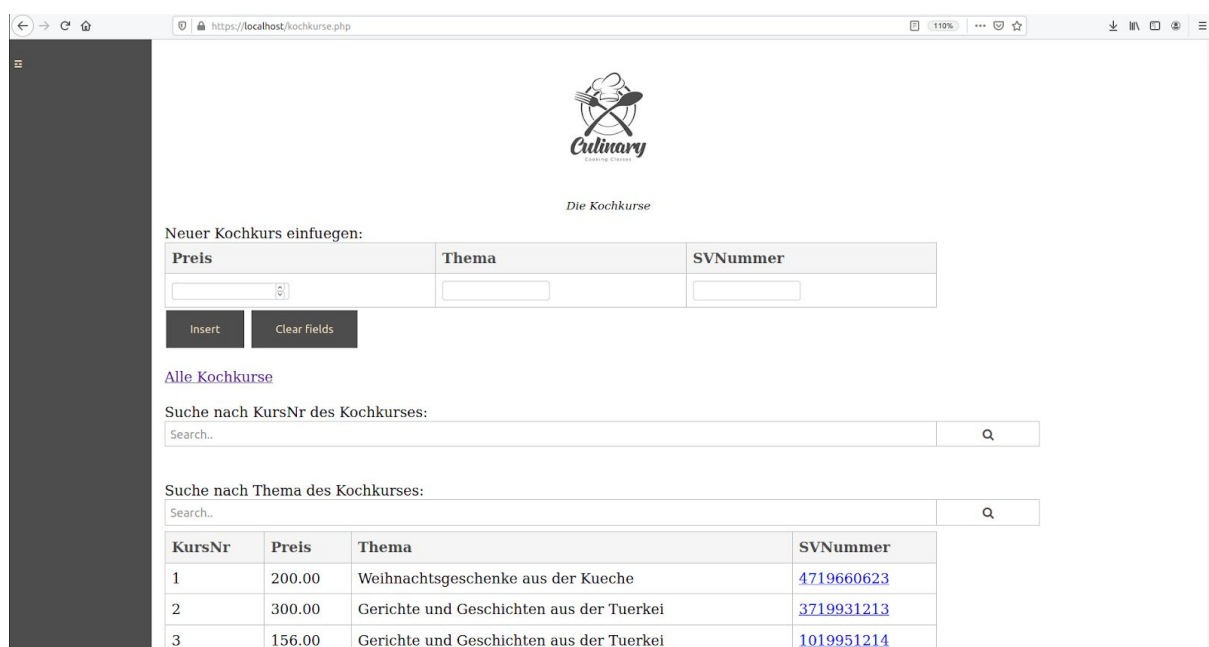 https://localhost/kochkurse.php 110%
Culinary
Cooking Classes
Die Kochkurse
Neuer Kochkurs einfuegen:
Preis Thema SVNummer
Insert Clear fields
Alle Kochkurse
Suche nach KursNr des Kochkurses:
Search..
Suche nach Thema des Kochkurses:
Search..
KursNr Preis Thema SVNummer
1 200.00 Weihnachtsgeschenke aus der Kueche 4719660623
2 300.00 Gerichte und Geschichten aus der Tuerkei 3719931213
3 156.00 Gerichte und Geschichten aus der Tuerkei 1019951214